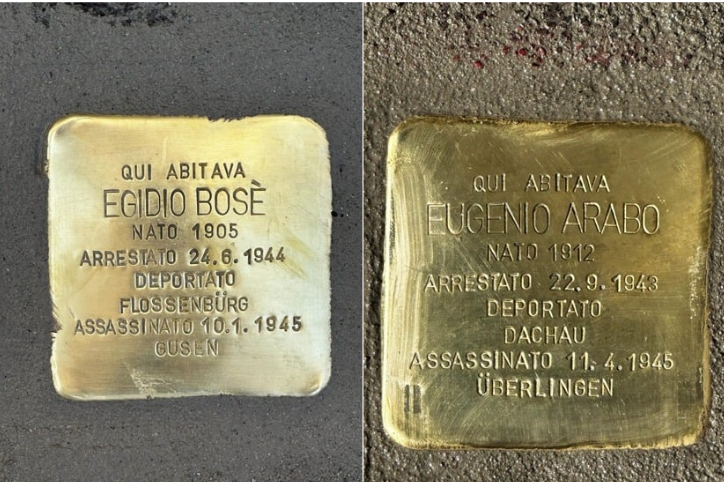 QUI ABITAVA
EGIDIO BOSÈ
NATO 1905
ARRESTATO 24.6.1944
DEPORTATO
FLOSSENBÜRG
ASSASSINATO 10.1.1945
GUSEN
QUI ABITAVA
EUGENIO ARABO
NATO 1912
ARRESTATO 22.9.1943
DEPORTATO
DACHAU
ASSASSINATO 11.4.1945
ÜBERLINGEN